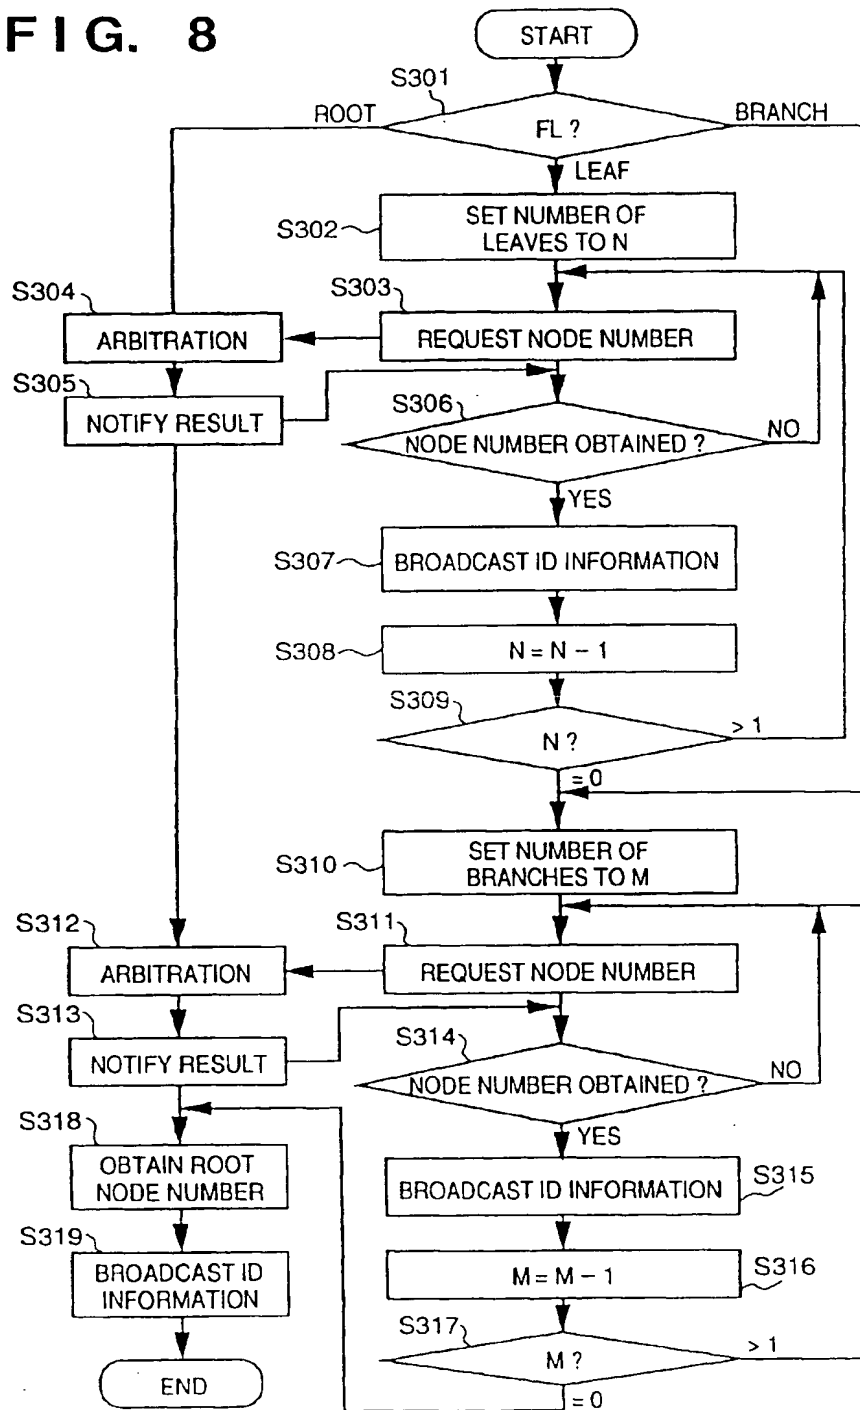 FIG. 8
START
S301
ROOT
FL ?
BRANCH
LEAF
S302
SET NUMBER OF
LEAVES TO N
S304
S303
ARBITRATION
REQUEST NODE NUMBER
S305
NOTIFY RESULT
S306
NODE NUMBER OBTAINED ?
NO
YES
S307
BROADCAST ID INFORMATION
S308
N = N − 1
S309
N ?
> 1
= 0
S310
SET NUMBER OF
BRANCHES TO M
S312
S311
ARBITRATION
REQUEST NODE NUMBER
S313
NOTIFY RESULT
S314
NODE NUMBER OBTAINED ?
NO
YES
S318
OBTAIN ROOT
NODE NUMBER
BROADCAST ID INFORMATION
S315
S319
BROADCAST ID
INFORMATION
M = M − 1
S316
S317
M ?
> 1
= 0
END